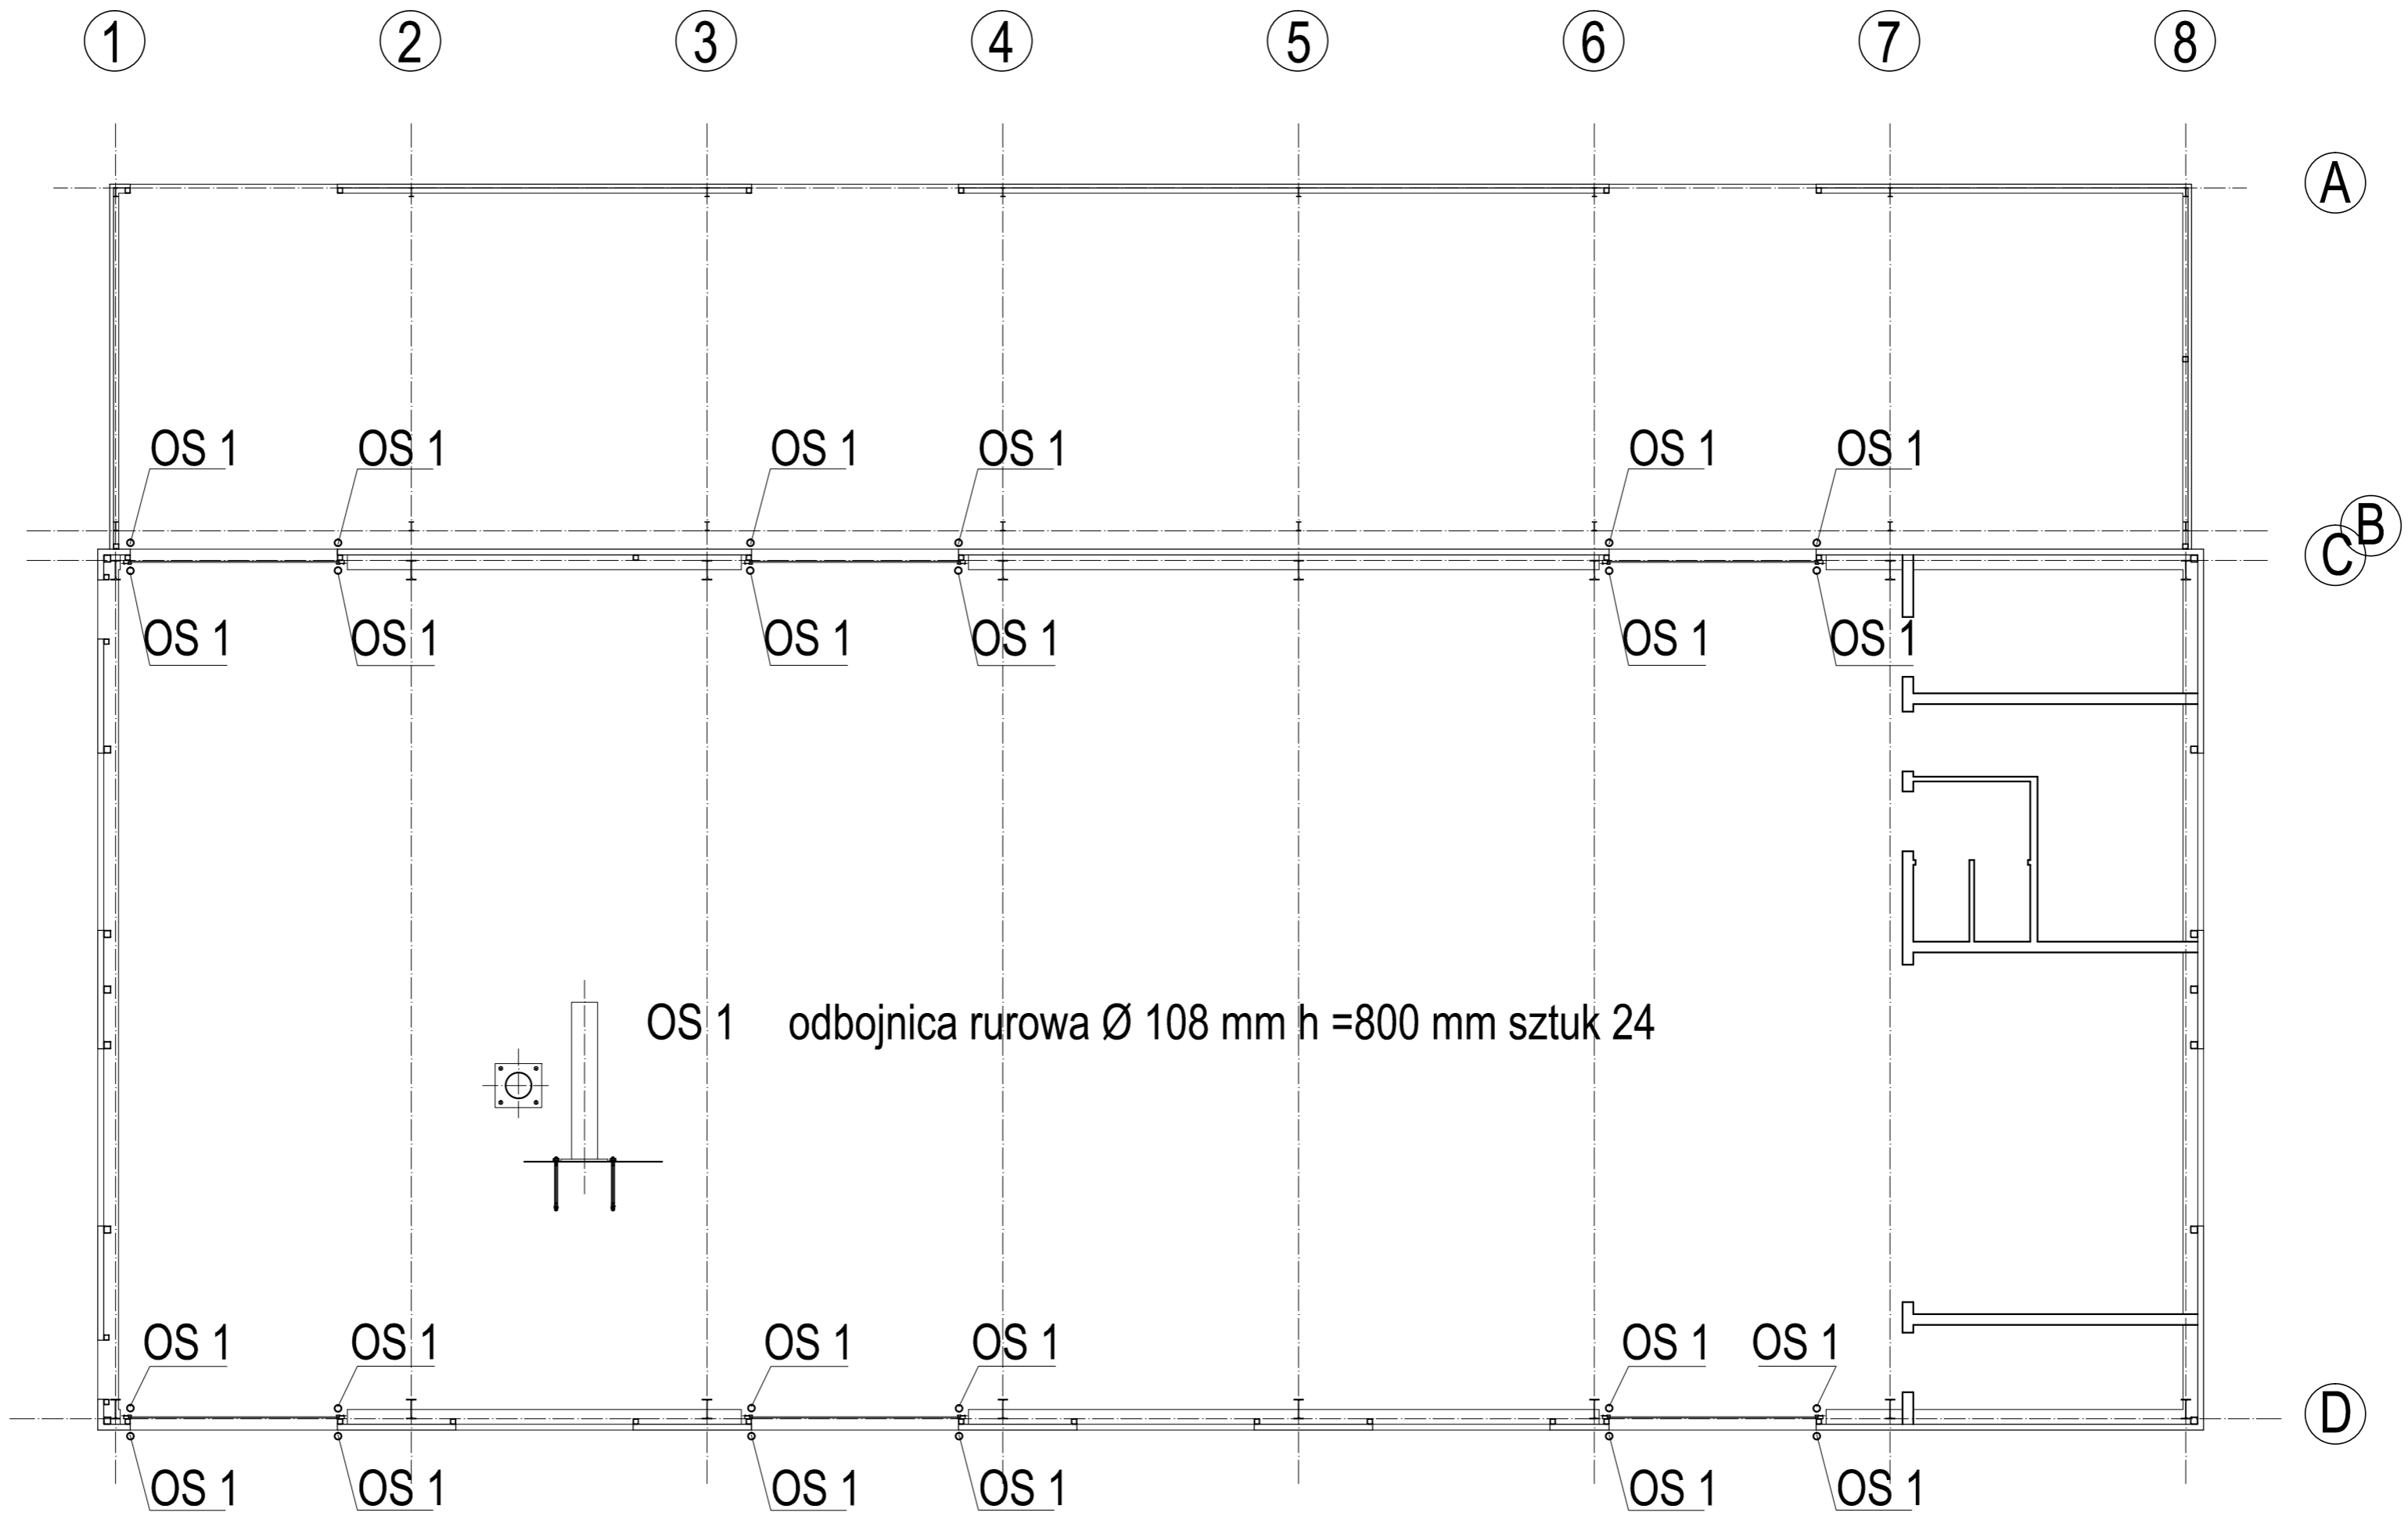 1 2 3 4 5 6 7 8
A
OS 1 OS 1 OS 1 OS 1 OS 1 OS 1
B
C
OS 1 OS 1 OS 1 OS 1 OS 1 OS 1
OS 1 odbojnica rurowa Ø 108 mm h =800 mm sztuk 24
OS 1 OS 1 OS 1 OS 1 OS 1 OS 1
D
OS 1 OS 1 OS 1 OS 1 OS 1 OS 1